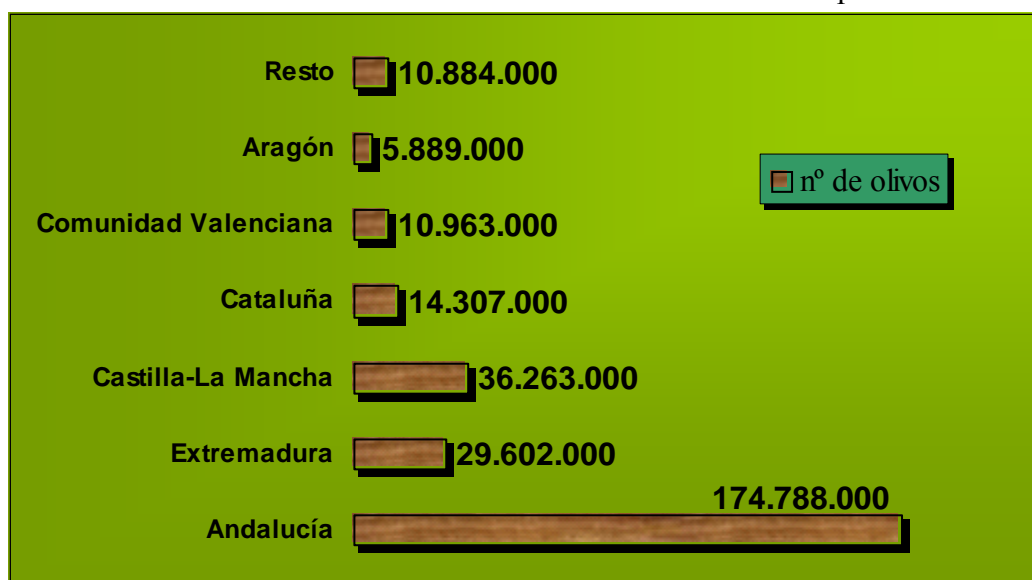 Resto 10.884.000
Aragón 5.889.000
nº de olivos
Comunidad Valenciana 10.963.000
Cataluña 14.307.000
Castilla-La Mancha 36.263.000
Extremadura 29.602.000
174.788.000
Andalucía